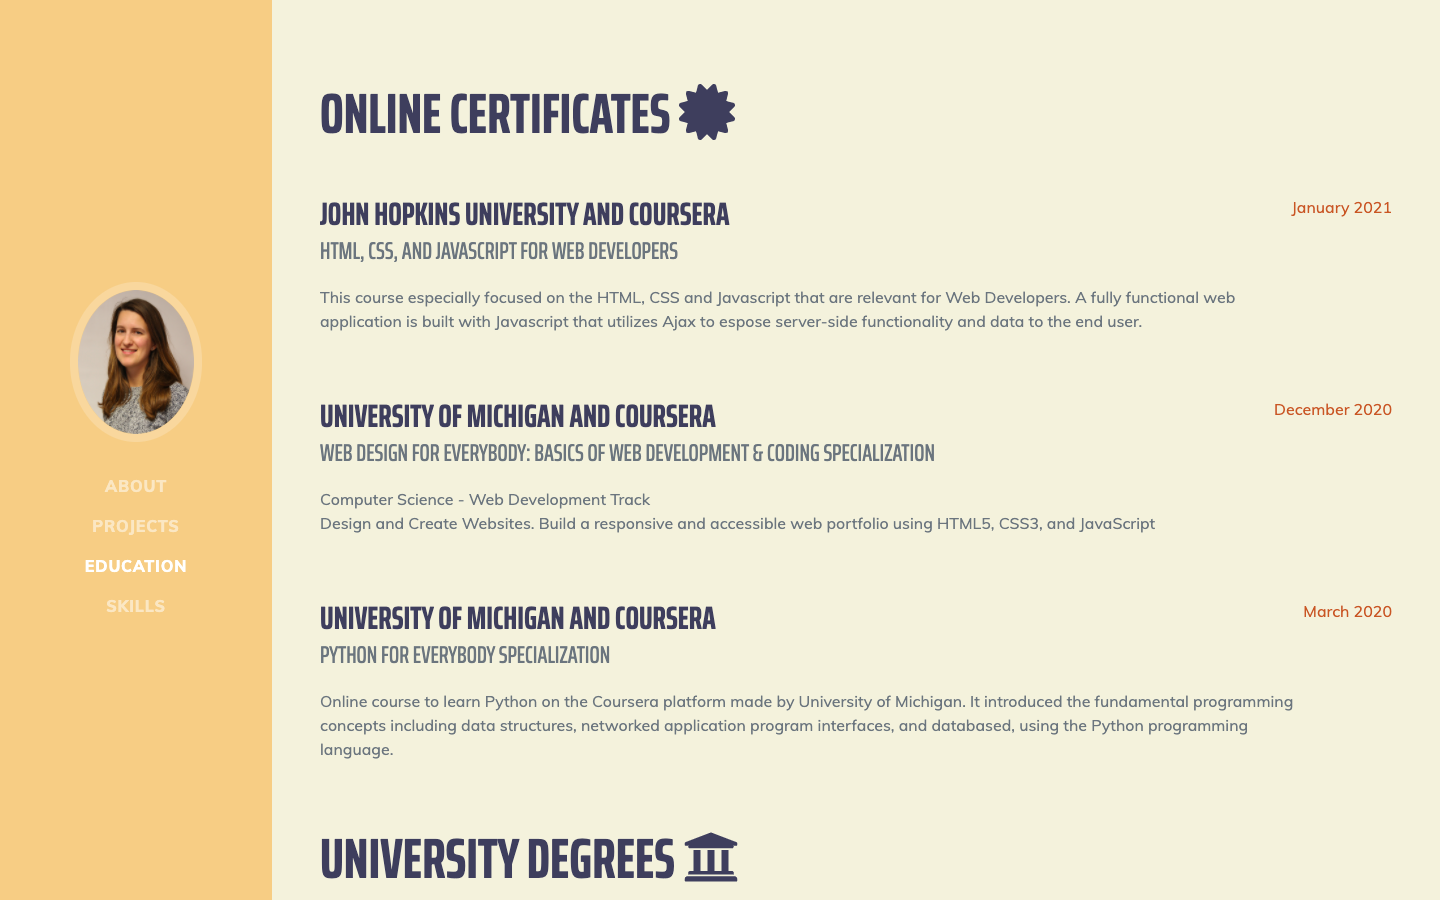 ABOUT
PROJECTS
EDUCATION
SKILLS
ONLINE CERTIFICATES
JOHN HOPKINS UNIVERSITY AND COURSERA
January 2021
HTML, CSS, AND JAVASCRIPT FOR WEB DEVELOPERS
This course especially focused on the HTML, CSS and Javascript that are relevant for Web Developers. A fully functional web
application is built with Javascript that utilizes Ajax to espose server-side functionality and data to the end user.
UNIVERSITY OF MICHIGAN AND COURSERA
December 2020
WEB DESIGN FOR EVERYBODY: BASICS OF WEB DEVELOPMENT & CODING SPECIALIZATION
Computer Science - Web Development Track
Design and Create Websites. Build a responsive and accessible web portfolio using HTML5, CSS3, and JavaScript
UNIVERSITY OF MICHIGAN AND COURSERA
March 2020
PYTHON FOR EVERYBODY SPECIALIZATION
Online course to learn Python on the Coursera platform made by University of Michigan. It introduced the fundamental programming
concepts including data structures, networked application program interfaces, and databased, using the Python programming
language.
UNIVERSITY DEGREES